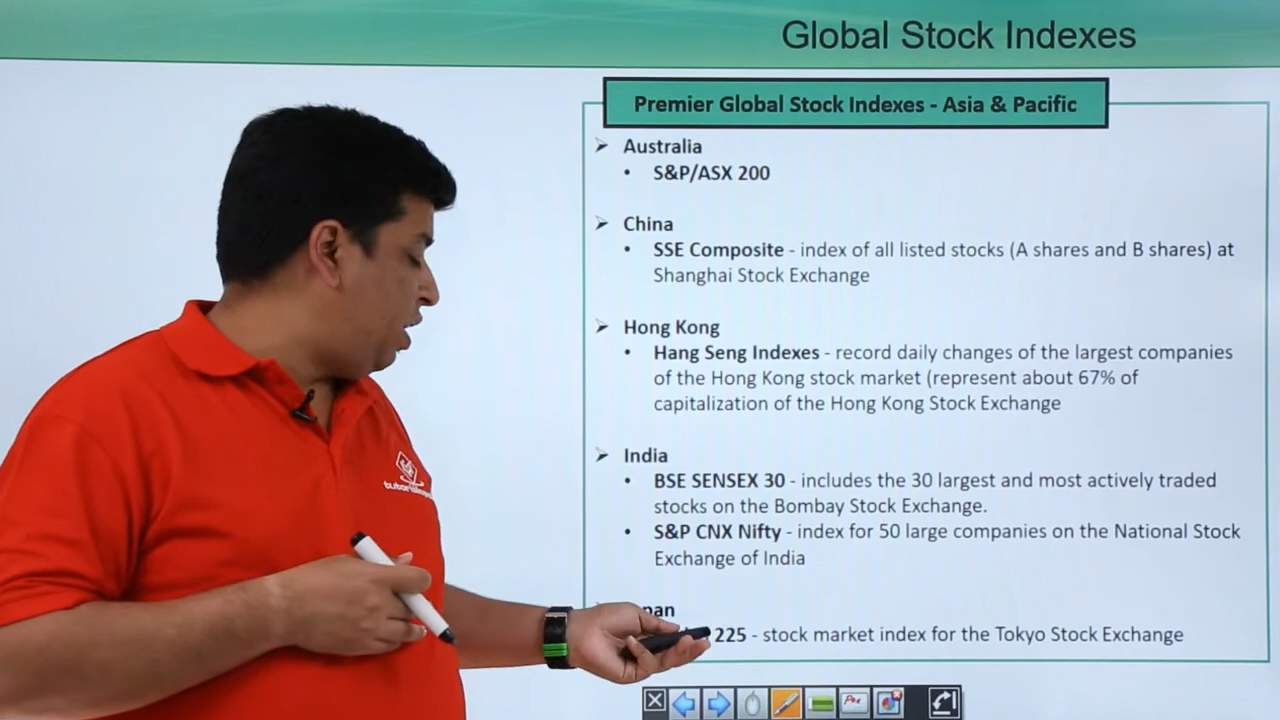 Global Stock Indexes
Premier Global Stock Indexes - Asia & Pacific
➢ Australia
• S&P/ASX 200
➢ China
• SSE Composite - index of all listed stocks (A shares and B shares) at
Shanghai Stock Exchange
➢ Hong Kong
• Hang Seng Indexes - record daily changes of the largest companies
of the Hong Kong stock market (represent about 67% of
capitalization of the Hong Kong Stock Exchange
➢ India
• BSE SENSEX 30 - includes the 30 largest and most actively traded
stocks on the Bombay Stock Exchange.
• S&P CNX Nifty - index for 50 large companies on the National Stock
Exchange of India
225 - stock market index for the Tokyo Stock Exchange